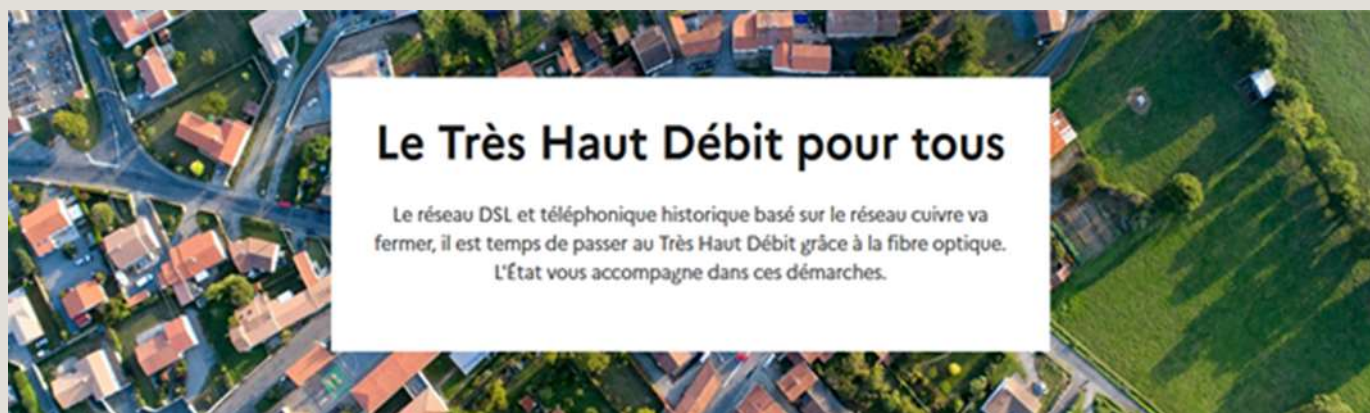 Le Très Haut Débit pour tous
Le réseau DSL et téléphonique historique basé sur le réseau cuivre va
fermer, il est temps de passer au Très Haut Débit grâce à la fibre optique.
L'État vous accompagne dans ces démarches.